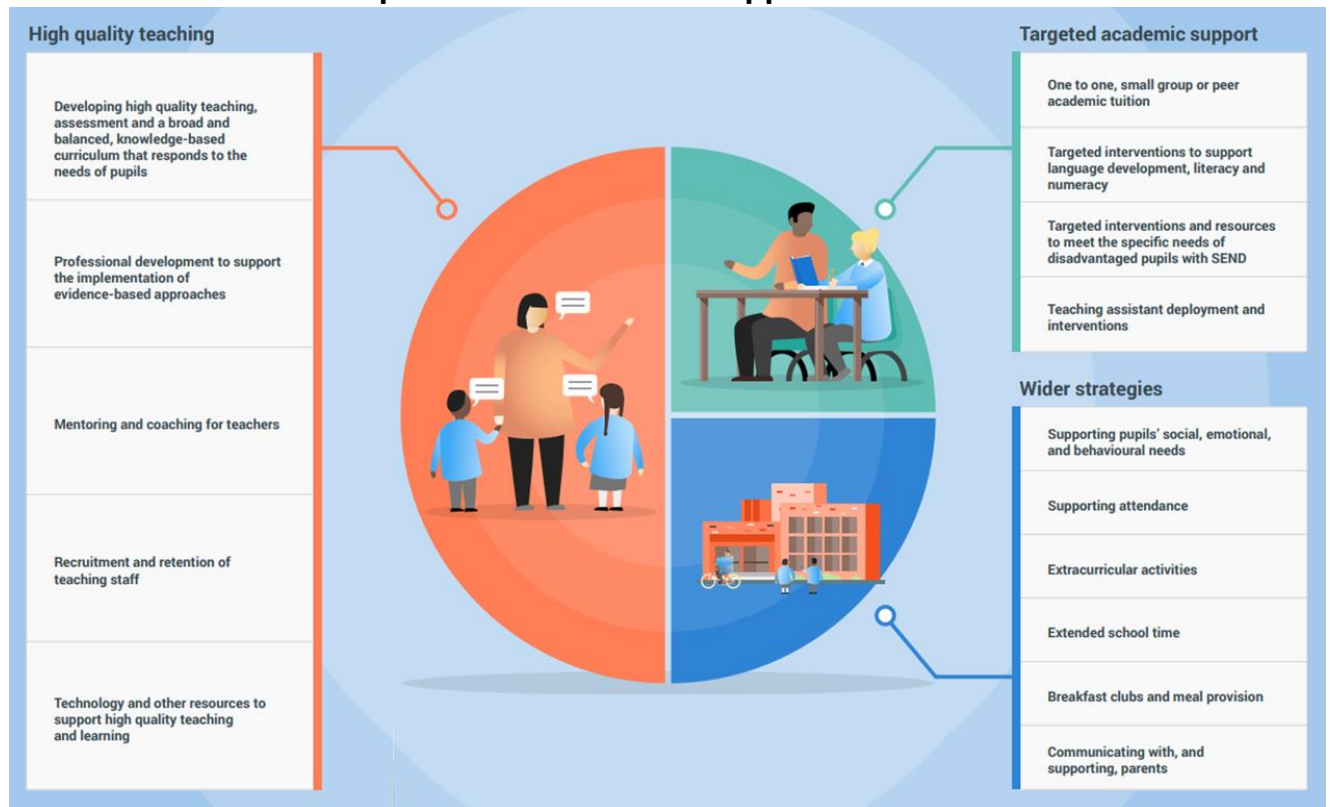 High quality teaching
Developing high quality teaching,
assessment and a broad and
balanced, knowledge-based
curriculum that responds to the
needs of pupils
Professional development to support
the implementation of
evidence-based approaches
Mentoring and coaching for teachers
Recruitment and retention of
teaching staff
Technology and other resources to
support high quality teaching
and learning
Targeted academic support
One to one, small group or peer
academic tuition
Targeted interventions to support
language development, literacy and
numeracy
Targeted interventions and resources
to meet the specific needs of
disadvantaged pupils with SEND
Teaching assistant deployment and
interventions
Wider strategies
Supporting pupils' social, emotional,
and behavioural needs
Supporting attendance
Extracurricular activities
Extended school time
Breakfast clubs and meal provision
Communicating with, and
supporting, parents